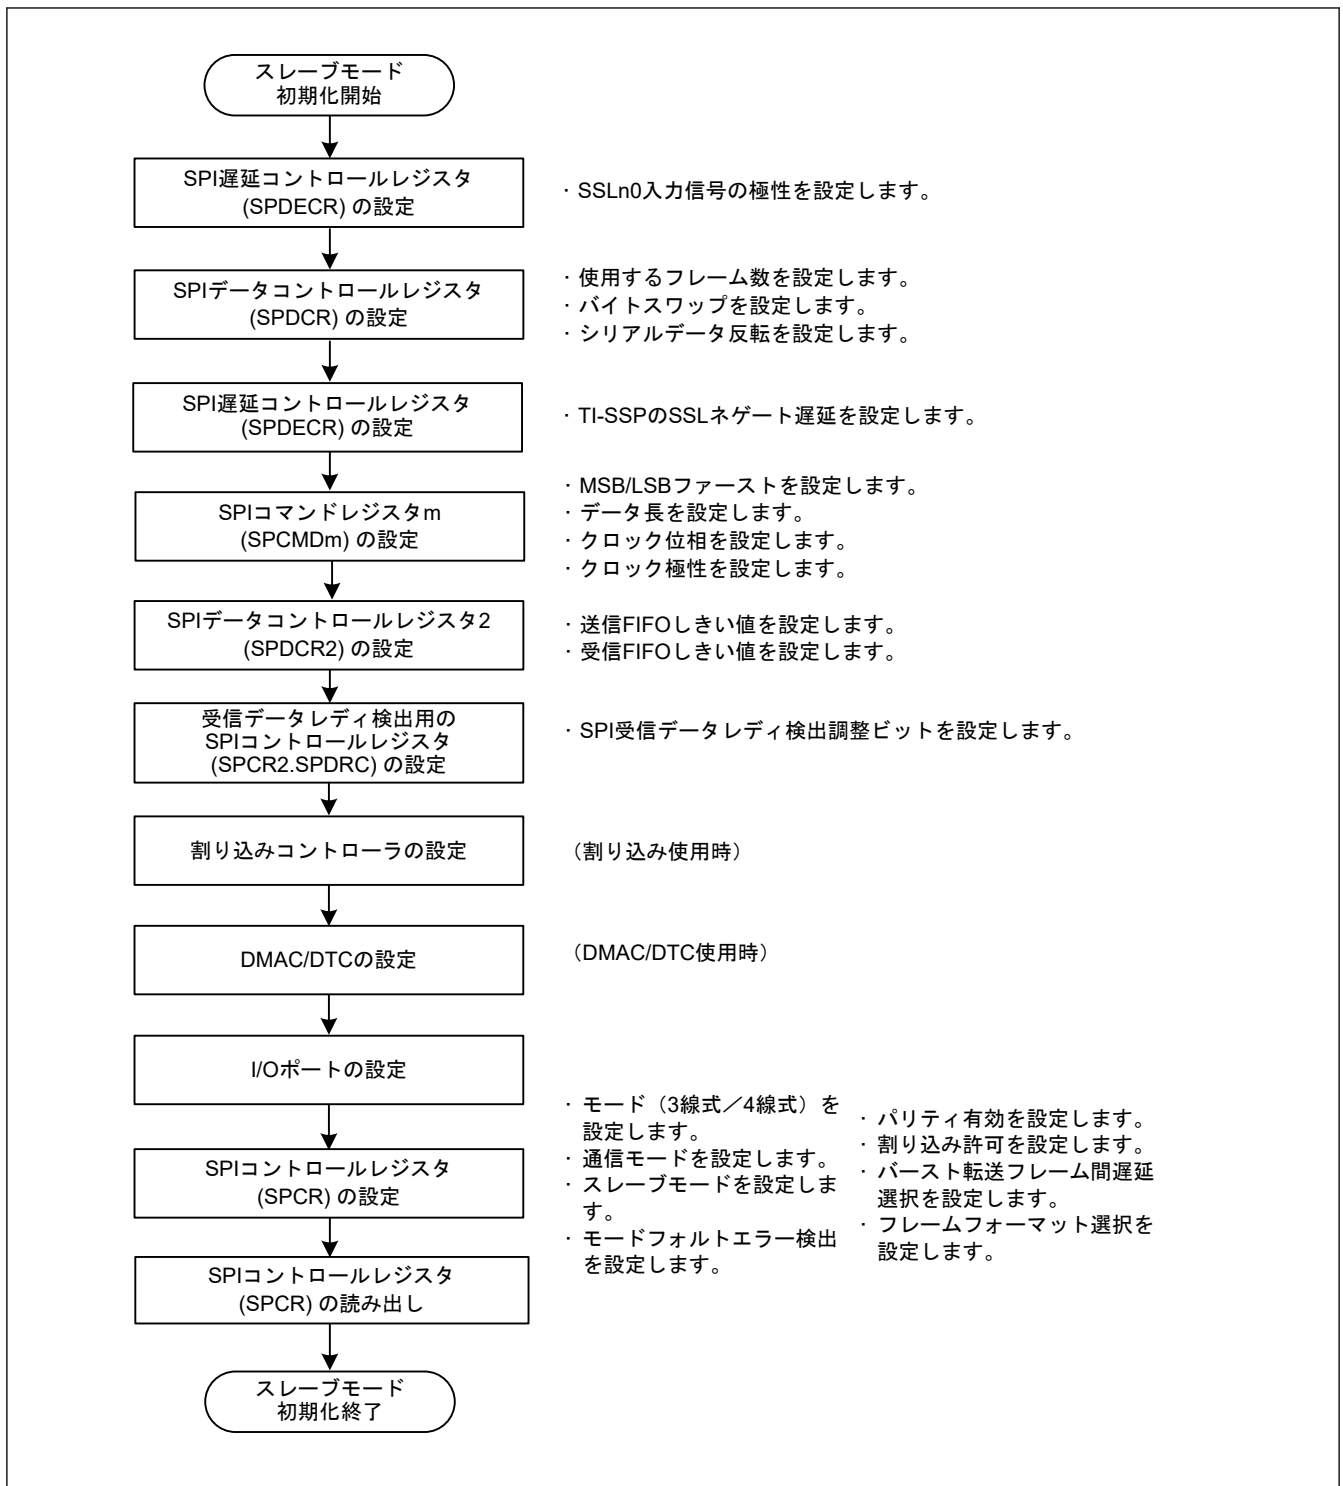 スレーブモード
初期化開始
SPI遅延コントロールレジスタ
(SPDECR) の設定
・SSLn0入力信号の極性を設定します。
SPIデータコントロールレジスタ
(SPDCR) の設定
・使用するフレーム数を設定します。
・バイトスワップを設定します。
・シリアルデータ反転を設定します。
SPI遅延コントロールレジスタ
(SPDECR) の設定
・TI-SSPのSSLネゲート遅延を設定します。
SPIコマンドレジスタm
(SPCMDm) の設定
・MSB/LSBファーストを設定します。
・データ長を設定します。
・クロック位相を設定します。
・クロック極性を設定します。
SPIデータコントロールレジスタ2
(SPDCR2) の設定
・送信FIFOしきい値を設定します。
・受信FIFOしきい値を設定します。
受信データレディ検出用の
SPIコントロールレジスタ
(SPCR2.SPDRC) の設定
・SPI受信データレディ検出調整ビットを設定します。
割り込みコントローラの設定
（割り込み使用時）
DMAC/DTCの設定
（DMAC/DTC使用時）
I/Oポートの設定
SPIコントロールレジスタ
(SPCR) の設定
・モード（3線式／4線式）を
設定します。
・通信モードを設定します。
・スレーブモードを設定しま
す。
・モードフォルトエラー検出
を設定します。
・パリティ有効を設定します。
・割り込み許可を設定します。
・バースト転送フレーム間遅延
選択を設定します。
・フレームフォーマット選択を
設定します。
SPIコントロールレジスタ
(SPCR) の読み出し
スレーブモード
初期化終了